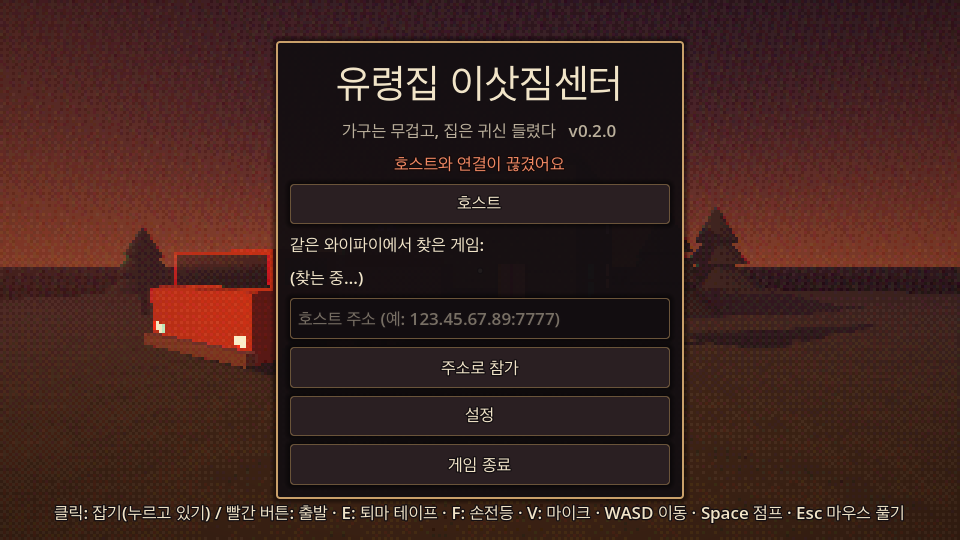 유령집 이삿짐센터
가구는 무겁고, 집은 귀신 들렸다 v0.2.0
호스트와 연결이 끊겼어요
호스트
같은 와이파이에서 찾은 게임:
(찾는 중...)
호스트 주소 (예: 123.45.67.89:7777)
주소로 참가
설정
게임 종료
클릭: 잡기(누르고 있기) / 빨간 버튼: 출발 · E: 퇴마 테이프 · F: 손전등 · V: 마이크 · WASD 이동 · Space 점프 · Esc 마우스 풀기